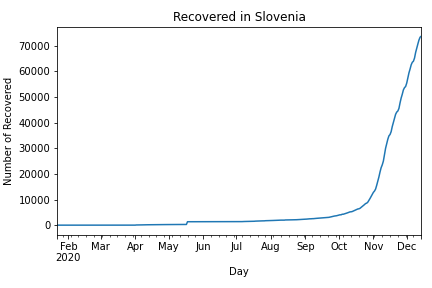 Recovered in Slovenia
Number of Recovered
70000
60000
50000
40000
30000
20000
10000
0
Feb Mar Apr May Jun Jul Aug Sep Oct Nov Dec
2020
Day